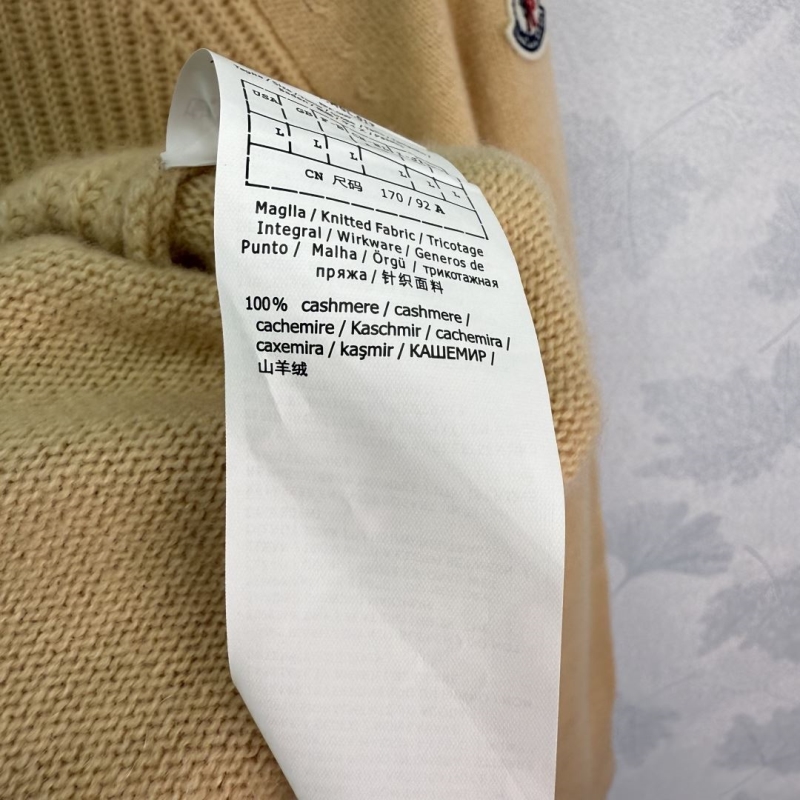 USA GB
L L L L L L
CN 尺码 170 / 92 A
Maglia / Knitted Fabric / Tricotage
Integral / Wirkware / Generos de
Punto / Malha / Örgü / трикотажная
пряжа / 针织面料
100% cashmere / cashmere /
cachemire / Kaschmir / cachemira /
caxemira / kaşmir / КАШЕМИР /
山羊绒